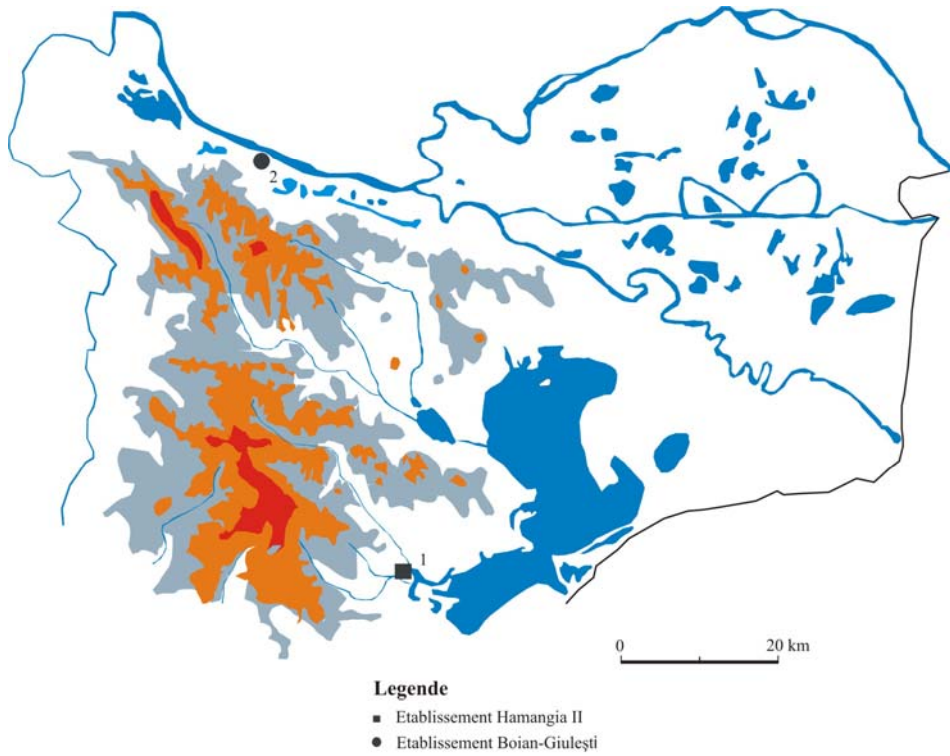 2
1
0 20 km
Legende
Etablissement Hamangia II
Etablissement Boian-Giulești